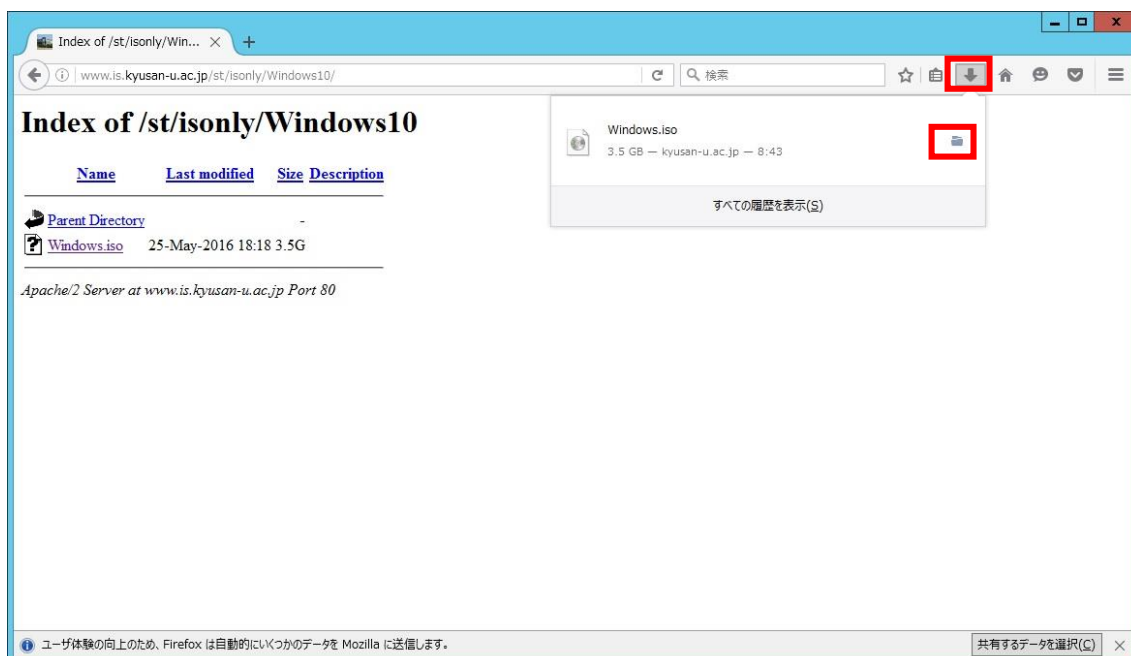 Index of /st/isonly/Win...
www.is.kyusan-u.ac.jp/st/isonly/Windows10/
検索
Index of /st/isonly/Windows10
Name Last modified Size Description
Parent Directory -
Windows.iso 25-May-2016 18:18 3.5G
Apache/2 Server at www.is.kyusan-u.ac.jp Port 80
Windows.iso
3.5 GB — kyusan-u.ac.jp — 8:43
すべての履歴を表示(S)
ユーザ体験の向上のため、Firefox は自動的にいくつかのデータを Mozilla に送信します。
共有するデータを選択(C)